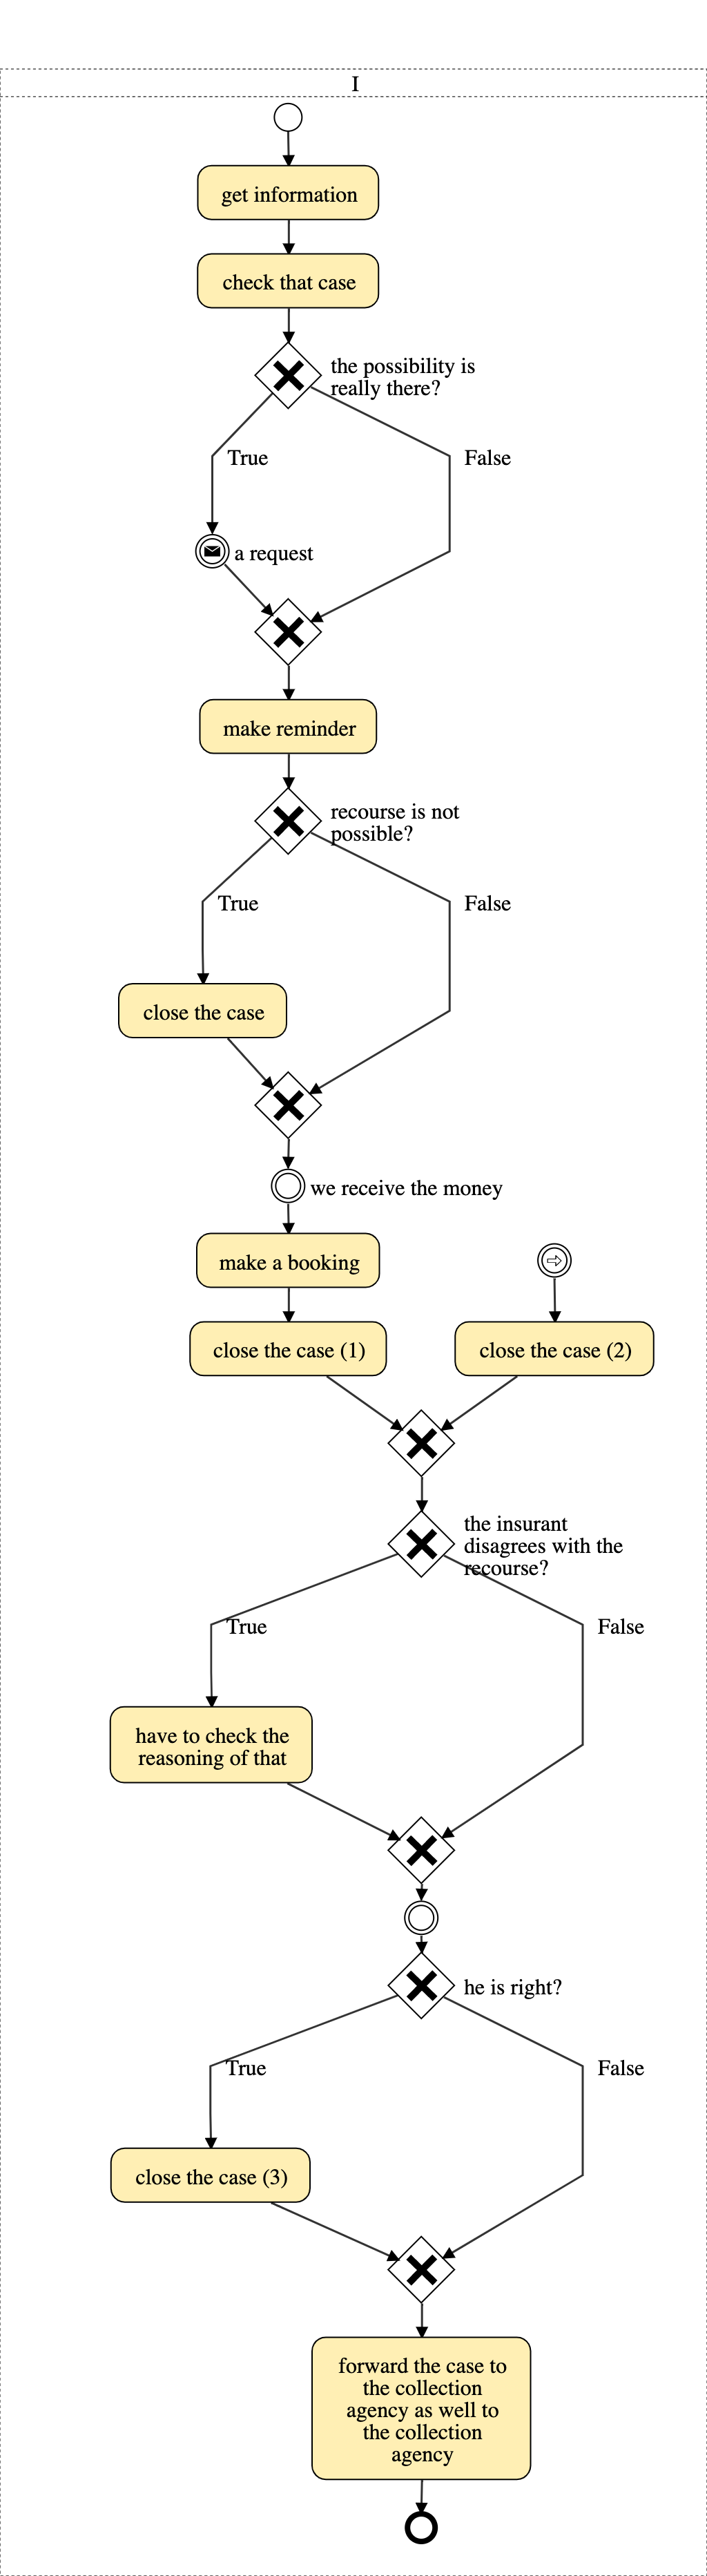 I
get information
check that case
the possibility is
really there?
True
False
a request
make reminder
recourse is not
possible?
True
False
close the case
we receive the money
make a booking
close the case (1)
close the case (2)
the insurant
disagrees with the
recourse?
True
False
have to check the
reasoning of that
he is right?
True
False
close the case (3)
forward the case to
the collection
agency as well to
the collection
agency